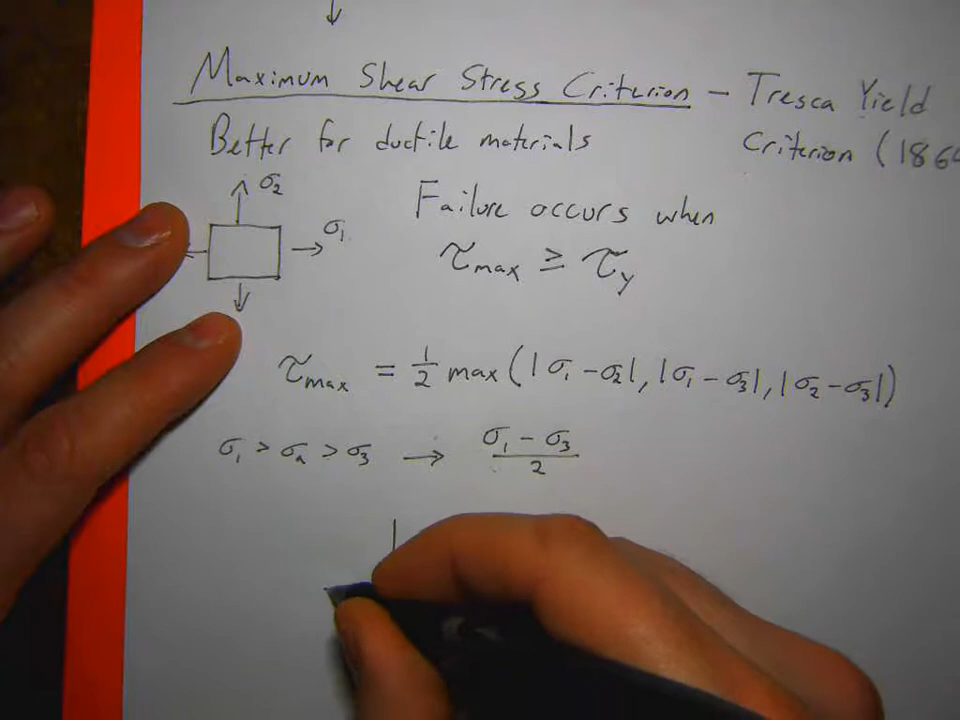 Maximum Shear Stress Criterion - Tresca Yield
Better for ductile materials
Criterion (1864
σ2
σ1
Failure occurs when
τmax ≥ τy
τmax = 1/2 max(|σ1 - σ2|, |σ1 - σ3|, |σ2 - σ3|)
σ1 > σ2 > σ3 → σ1 - σ3 / 2